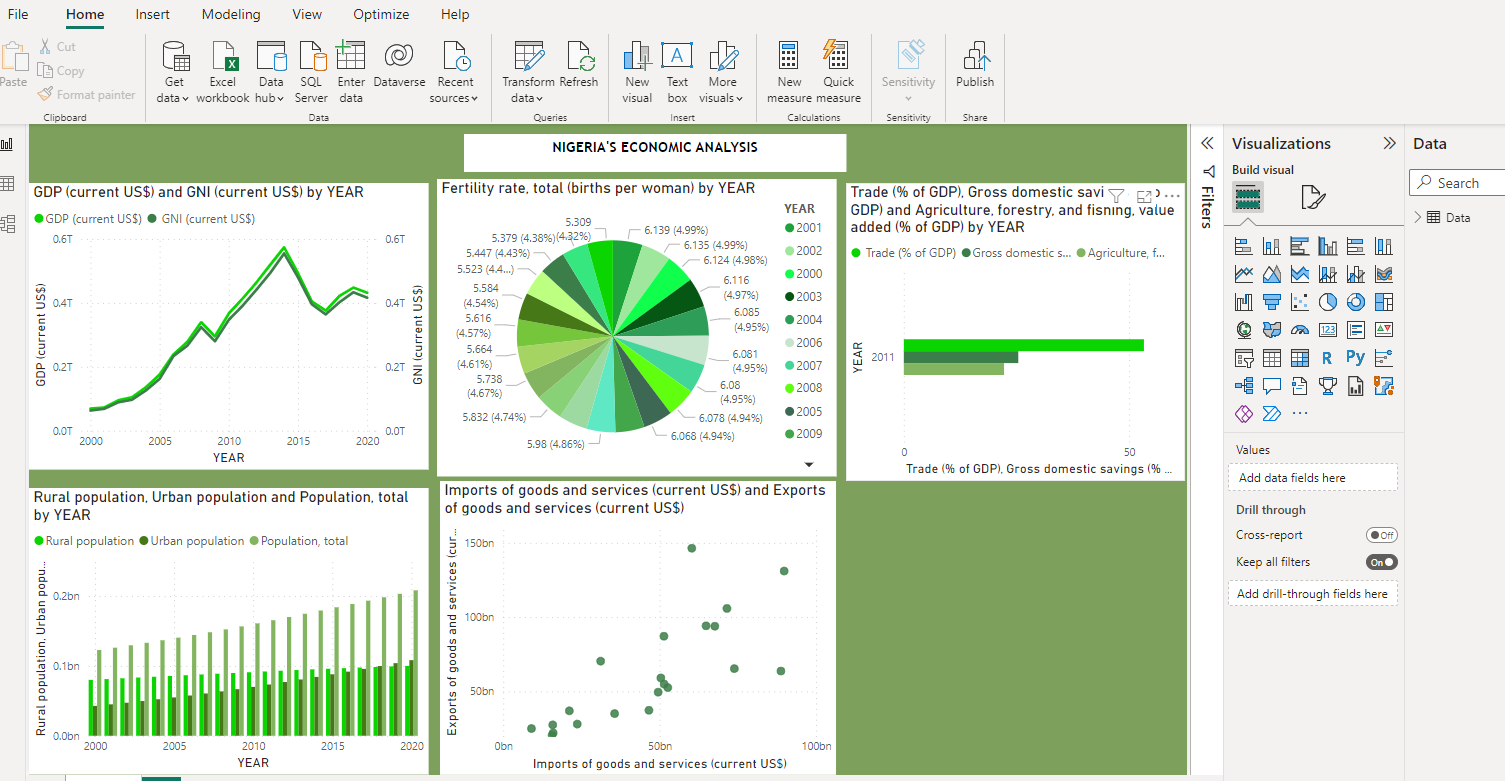 File Home Insert Modeling View Optimize Help
Paste
Cut
Copy
Format painter
Clipboard
Get data
Excel workbook
Data hub
SQL Server
Enter data
Dataverse
Recent sources
Data
Transform data
Refresh
Queries
New visual
Text box
More visuals
Insert
New measure
Quick measure
Calculations
Sensitivity
Sensitivity
Publish
Share
NIGERIA'S ECONOMIC ANALYSIS
GDP (current US$) and GNI (current US$) by YEAR
GDP (current US$) GNI (current US$)
GDP (current US$)
0.6T
0.4T
0.2T
0.0T
0.6T
0.4T
0.2T
0.0T
GNI (current US$)
2000 2005 2010 2015 2020
YEAR
Fertility rate, total (births per woman) by YEAR
5.309
(4.32%)
5.379 (4.38%)
5.447 (4.43%)
5.523 (4.4...)
5.584
(4.54%)
5.616
(4.57%)
5.664
(4.61%)
5.738
(4.67%)
5.832 (4.74%)
5.98 (4.86%)
6.139 (4.99%)
6.135 (4.99%)
6.124 (4.98%)
6.116
(4.97%)
6.085
(4.95%)
6.081
(4.95%)
6.08
(4.95%)
6.078 (4.94%)
6.068 (4.94%)
YEAR
2001
2002
2000
2003
2004
2006
2007
2008
2005
2009
Trade (% of GDP), Gross domestic savi
GDP) and Agriculture, forestry, and fishing, value
added (% of GDP) by YEAR
Trade (% of GDP) Gross domestic s... Agriculture, f...
YEAR
2011
0 50
Trade (% of GDP), Gross domestic savings (% ...
Rural population, Urban population and Population, total
by YEAR
Rural population Urban population Population, total
Rural population, Urban popu...
0.2bn
0.1bn
0.0bn
2000 2005 2010 2015 2020
YEAR
Imports of goods and services (current US$) and Exports
of goods and services (current US$)
Exports of goods and services (cur...
150bn
100bn
50bn
0bn 50bn 100bn
Imports of goods and services (current US$)
Filters
Visualizations
Build visual
123
R
Py
Values
Add data fields here
Drill through
Cross-report Off
Keep all filters On
Add drill-through fields here
Data
Search
Data